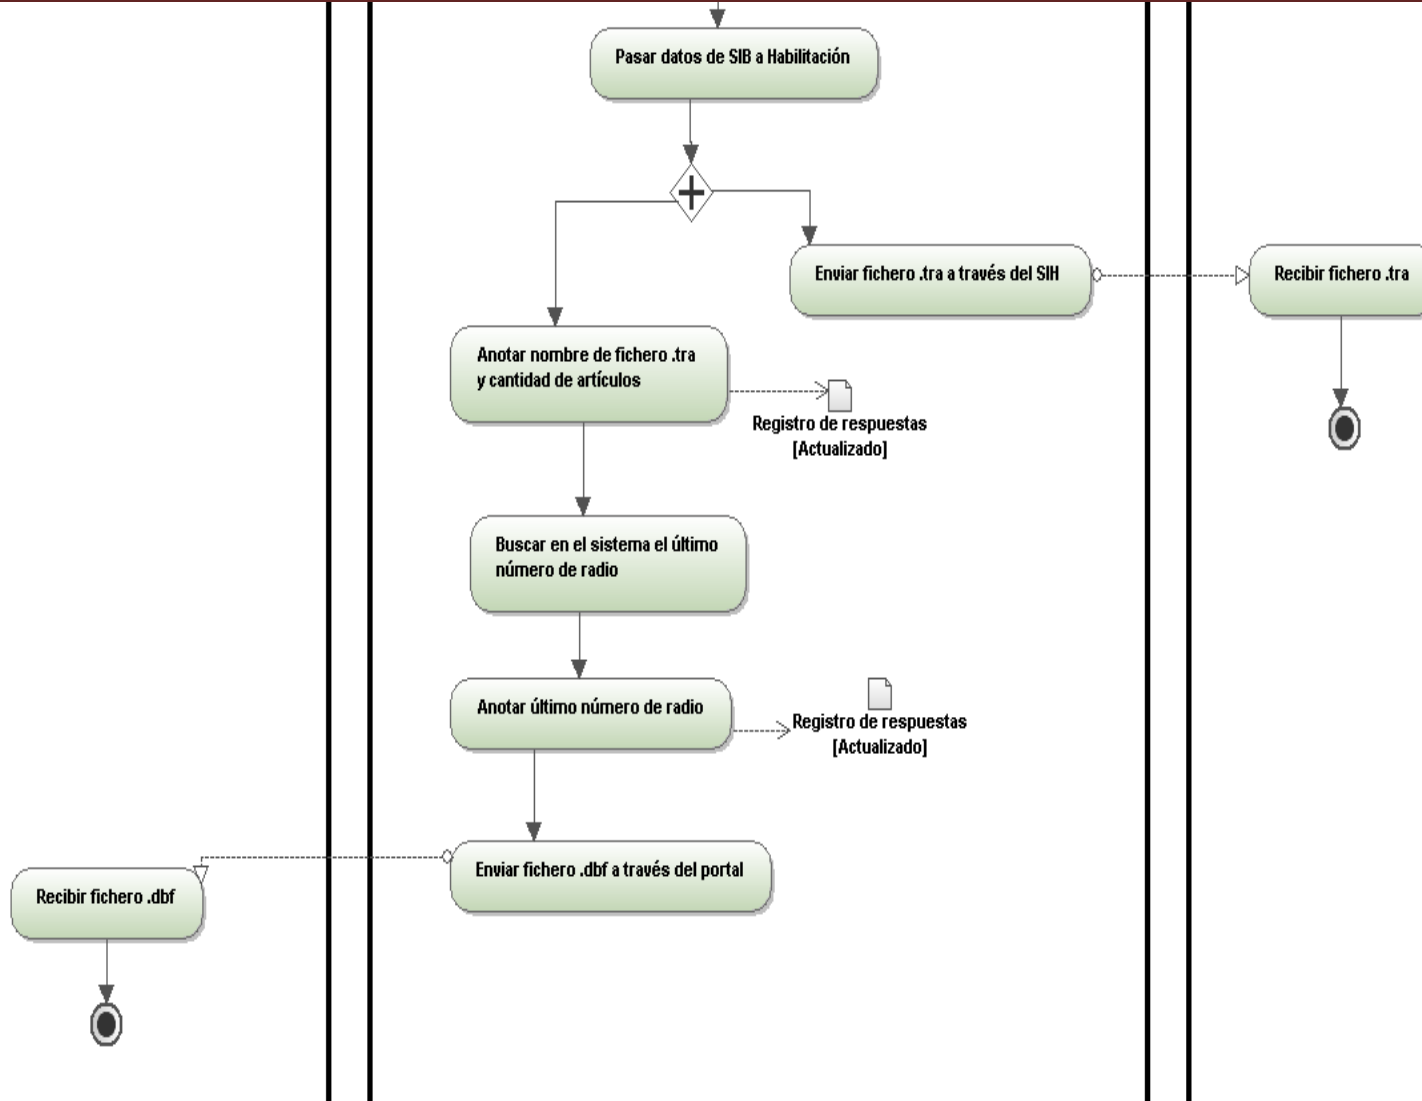 Pasar datos de SIB a Habilitación
Enviar fichero .tra a través del SIH
Recibir fichero .tra
Anotar nombre de fichero .tra
y cantidad de artículos
Registro de respuestas
[Actualizado]
Buscar en el sistema el último
número de radio
Anotar último número de radio
Registro de respuestas
[Actualizado]
Enviar fichero .dbf a través del portal
Recibir fichero .dbf